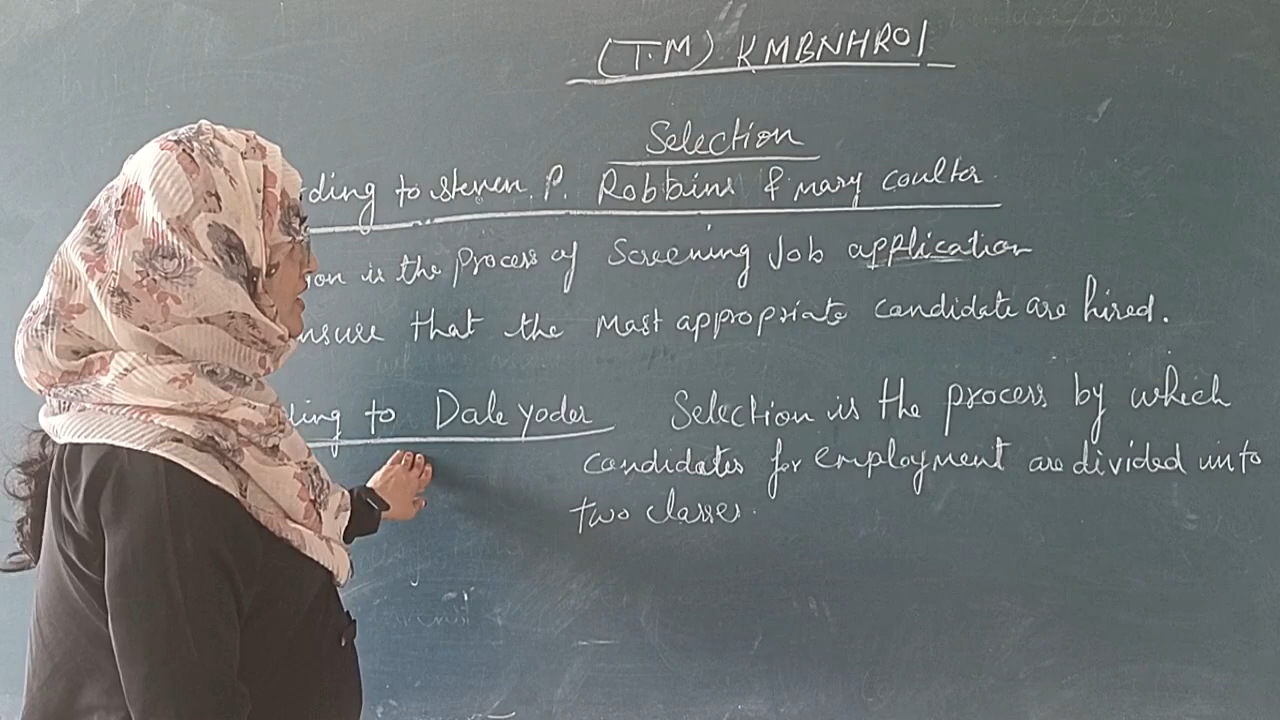 (T.M) KMBNHR01
Selection
ding to Steven. P. Robbins & mary coulter.
ion is the process of Screening Job application
nsure that the most appropriate candidate are hired.
ding to Dale yoder Selection is the process by which
candidates for employment are divided into
two classes.